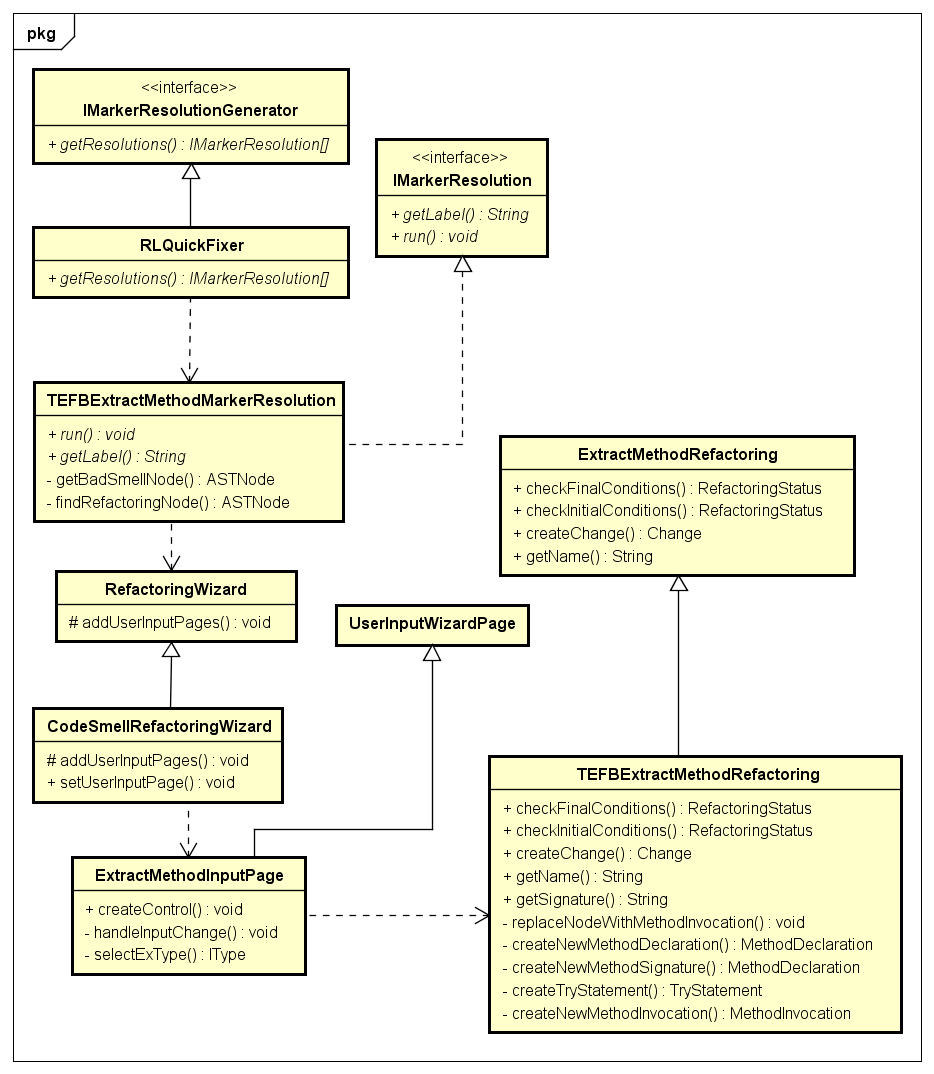 pkg
<<interface>>
IMarkerResolutionGenerator
+ getResolutions() : IMarkerResolution[]
<<interface>>
IMarkerResolution
+ getLabel() : String
+ run() : void
RLQuickFixer
+ getResolutions() : IMarkerResolution[]
TEFBExtractMethodMarkerResolution
+ run() : void
+ getLabel() : String
- getBadSmellNode() : ASTNode
- findRefactoringNode() : ASTNode
ExtractMethodRefactoring
+ checkFinalConditions() : RefactoringStatus
+ checkInitialConditions() : RefactoringStatus
+ createChange() : Change
+ getName() : String
RefactoringWizard
# addUserInputPages() : void
UserInputWizardPage
CodeSmellRefactoringWizard
# addUserInputPages() : void
+ setUserInputPage() : void
ExtractMethodInputPage
+ createControl() : void
- handleInputChange() : void
- selectExType() : IType
TEFBExtractMethodRefactoring
+ checkFinalConditions() : RefactoringStatus
+ checkInitialConditions() : RefactoringStatus
+ createChange() : Change
+ getName() : String
+ getSignature() : String
- replaceNodeWithMethodInvocation() : void
- createNewMethodDeclaration() : MethodDeclaration
- createNewMethodSignature() : MethodDeclaration
- createTryStatement() : TryStatement
- createNewMethodInvocation() : MethodInvocation